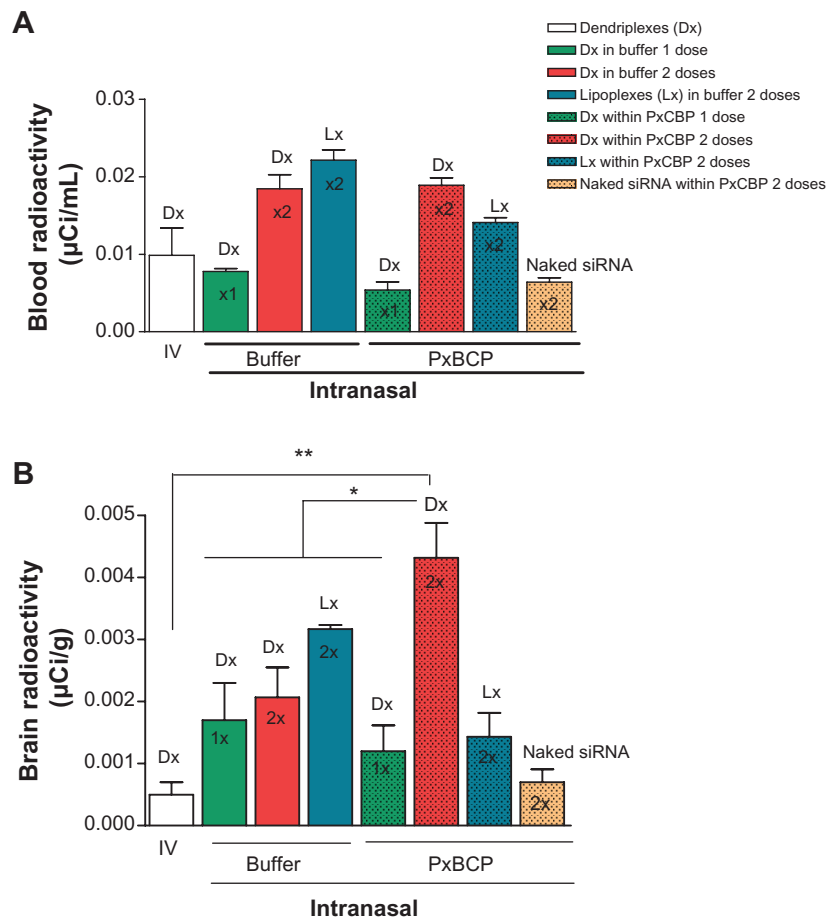 A
Dendriplexes (Dx)
Dx in buffer 1 dose
Dx in buffer 2 doses
Lipoplexes (Lx) in buffer 2 doses
Dx within PxCBP 1 dose
Dx within PxCBP 2 doses
Lx within PxCBP 2 doses
Naked siRNA within PxCBP 2 doses
Blood radioactivity
(µCi/mL)
0.03
0.02
0.01
0.00
Dx
Dx
x1
Dx
x2
Lx
x2
Dx
x1
Dx
x2
Lx
x2
Naked siRNA
x2
IV
Buffer
PxBCP
Intranasal
B
**
*
Brain radioactivity
(µCi/g)
0.005
0.004
0.003
0.002
0.001
0.000
Dx
Dx
1x
Dx
2x
Lx
2x
Dx
1x
Dx
2x
Lx
2x
Naked siRNA
2x
IV
Buffer
PxBCP
Intranasal